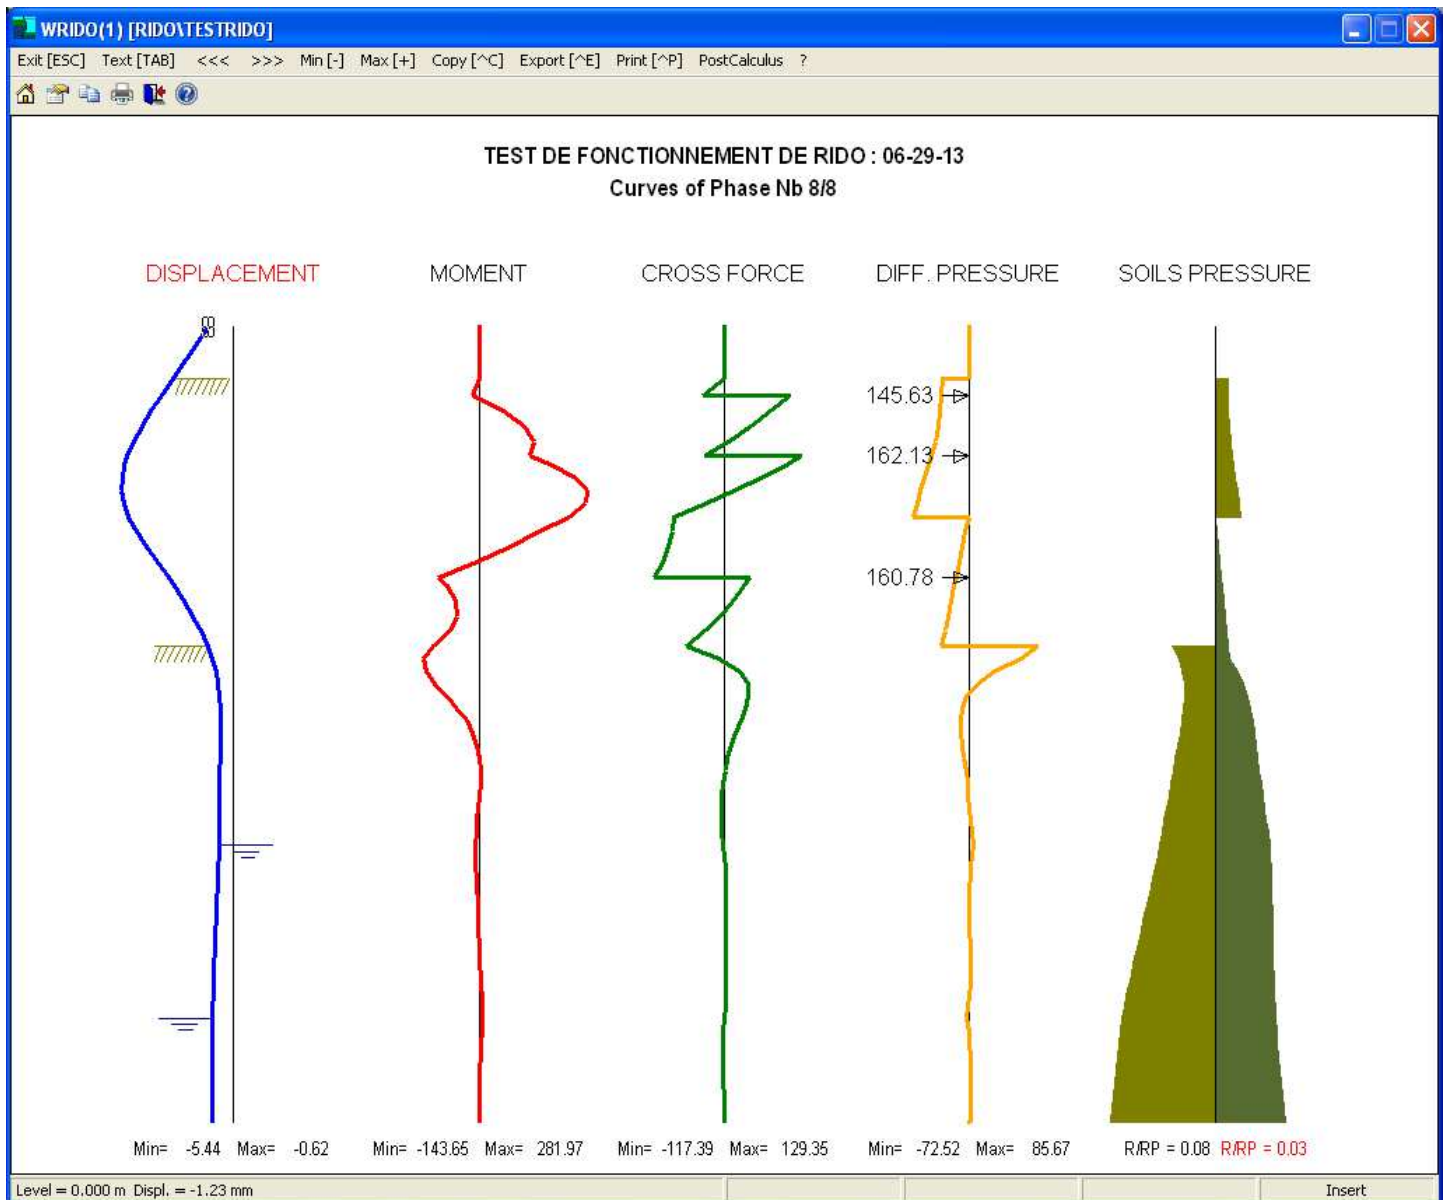 WRIDO(1) [RIDO\TESTRIDO]
Exit [ESC] Text [TAB] <<< >>> Min [-] Max [+] Copy [^C] Export [^E] Print [^P] PostCalculus ?
TEST DE FONCTIONNEMENT DE RIDO : 06-29-13
Curves of Phase Nb 8/8
DISPLACEMENT MOMENT CROSS FORCE DIFF. PRESSURE SOILS PRESSURE
145.63
162.13
160.78
Min= -5.44 Max= -0.62 Min= -143.65 Max= 281.97 Min= -117.39 Max= 129.35 Min= -72.52 Max= 85.67 R/RP = 0.08 R/RP = 0.03
Level = 0.000 m Displ. = -1.23 mm Insert